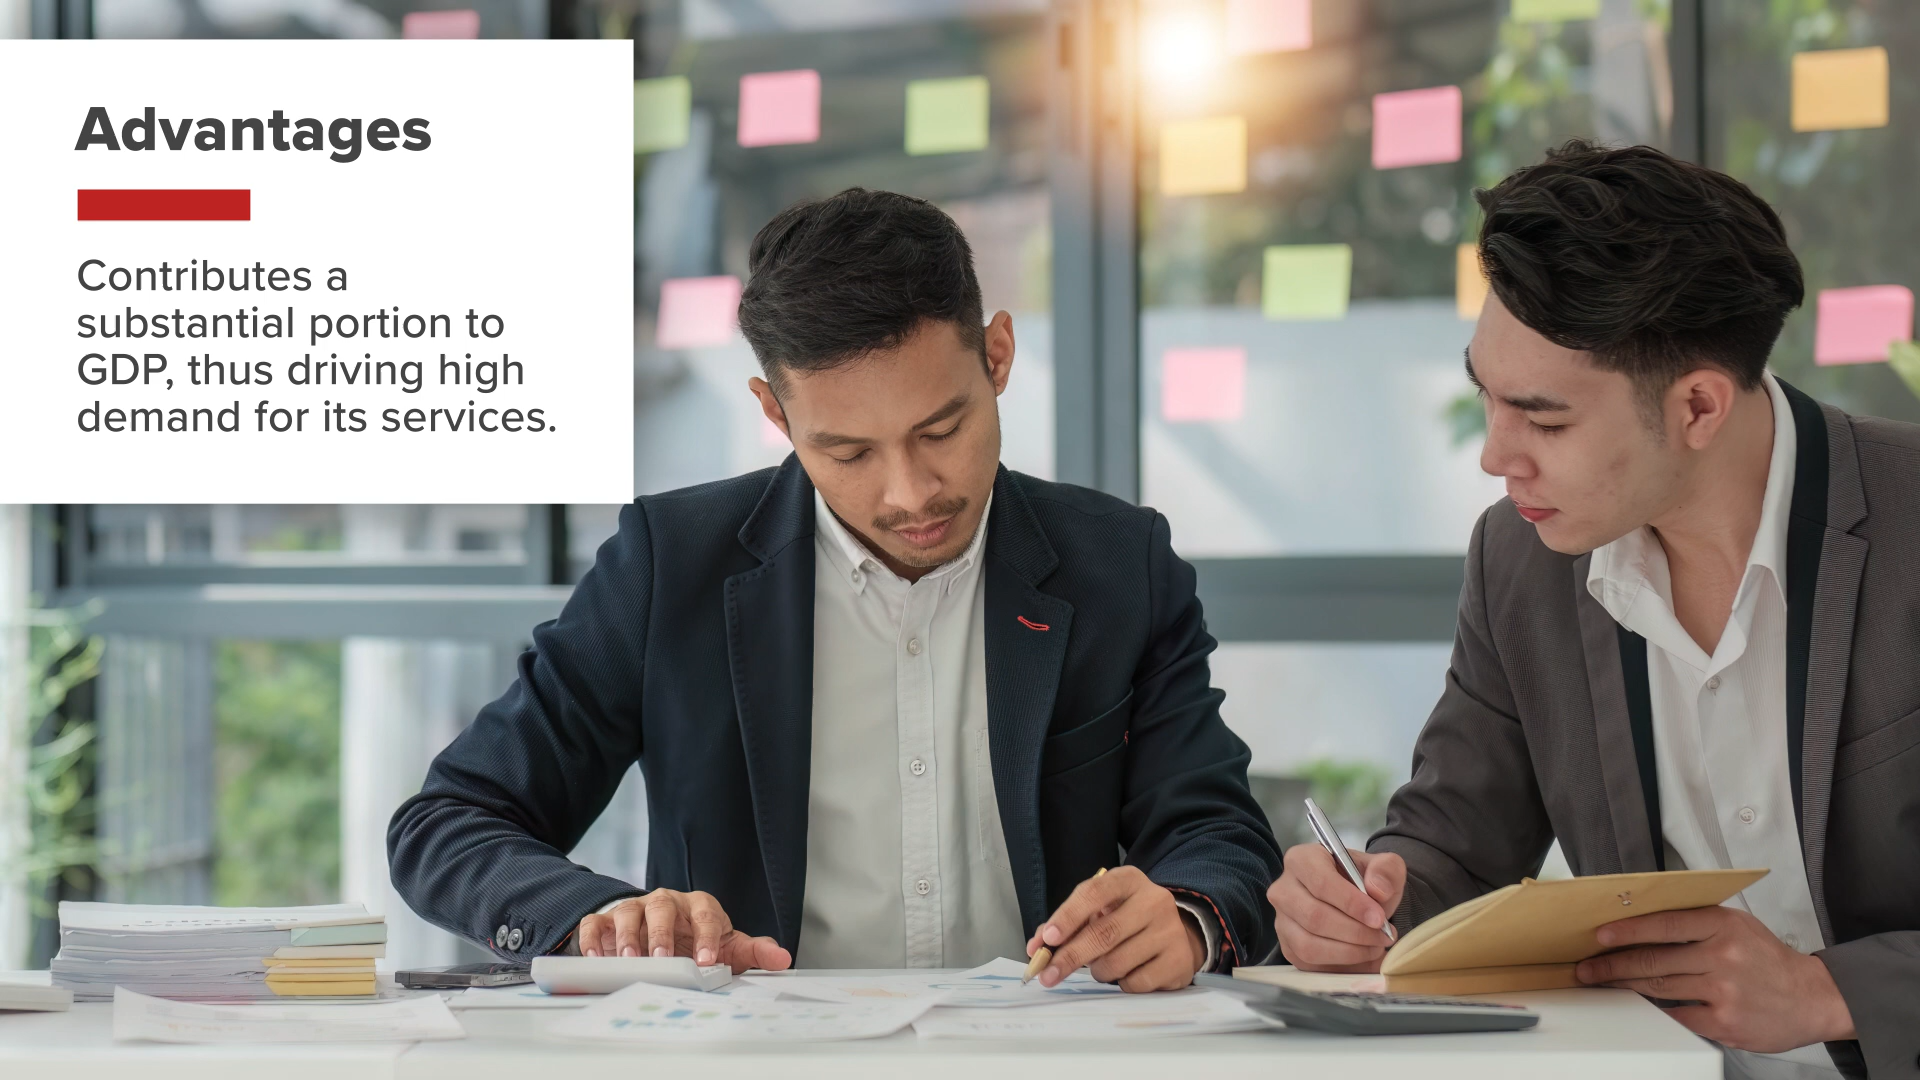 Advantages
Contributes a
substantial portion to
GDP, thus driving high
demand for its services.